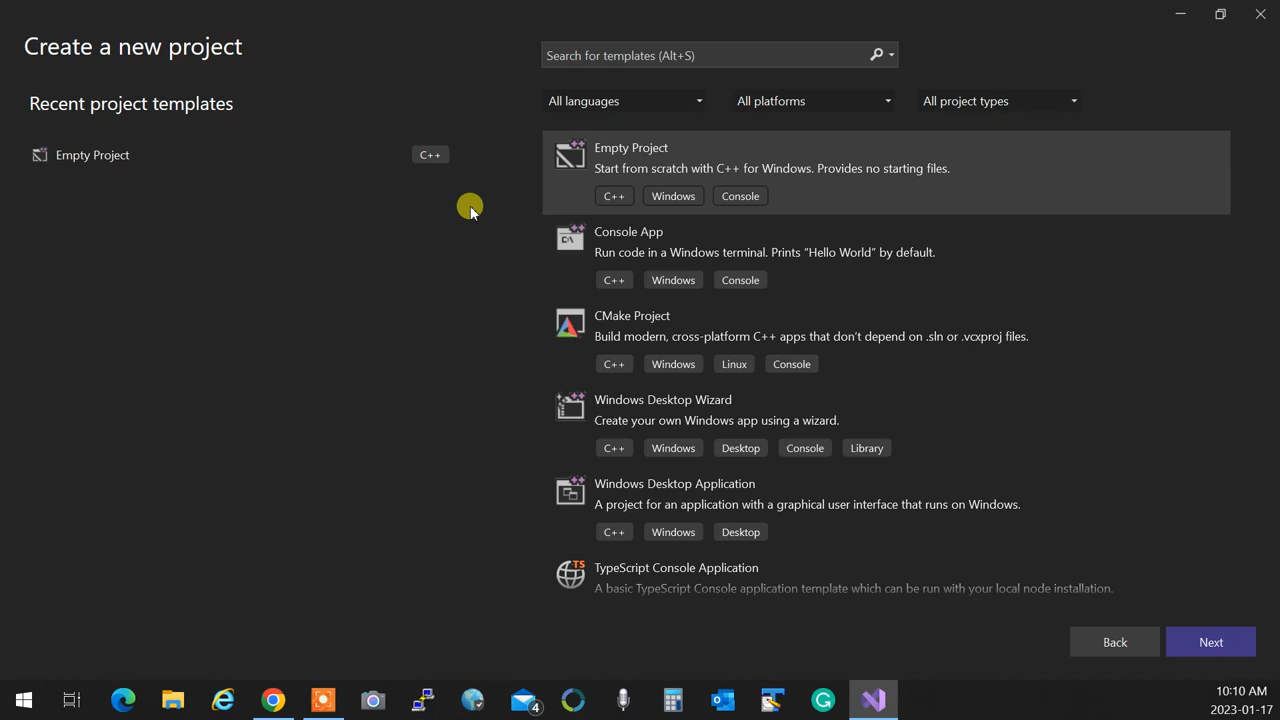 Create a new project
Search for templates (Alt+S)
Recent project templates
All languages
All platforms
All project types
Empty Project
C++
Empty Project
Start from scratch with C++ for Windows. Provides no starting files.
C++ Windows Console
Console App
Run code in a Windows terminal. Prints "Hello World" by default.
C++ Windows Console
CMake Project
Build modern, cross-platform C++ apps that don't depend on .sln or .vcxproj files.
C++ Windows Linux Console
Windows Desktop Wizard
Create your own Windows app using a wizard.
C++ Windows Desktop Console Library
Windows Desktop Application
A project for an application with a graphical user interface that runs on Windows.
C++ Windows Desktop
TS
TypeScript Console Application
A basic TypeScript Console application template which can be run with your local node installation.
Back
Next
4
10:10 AM
2023-01-17